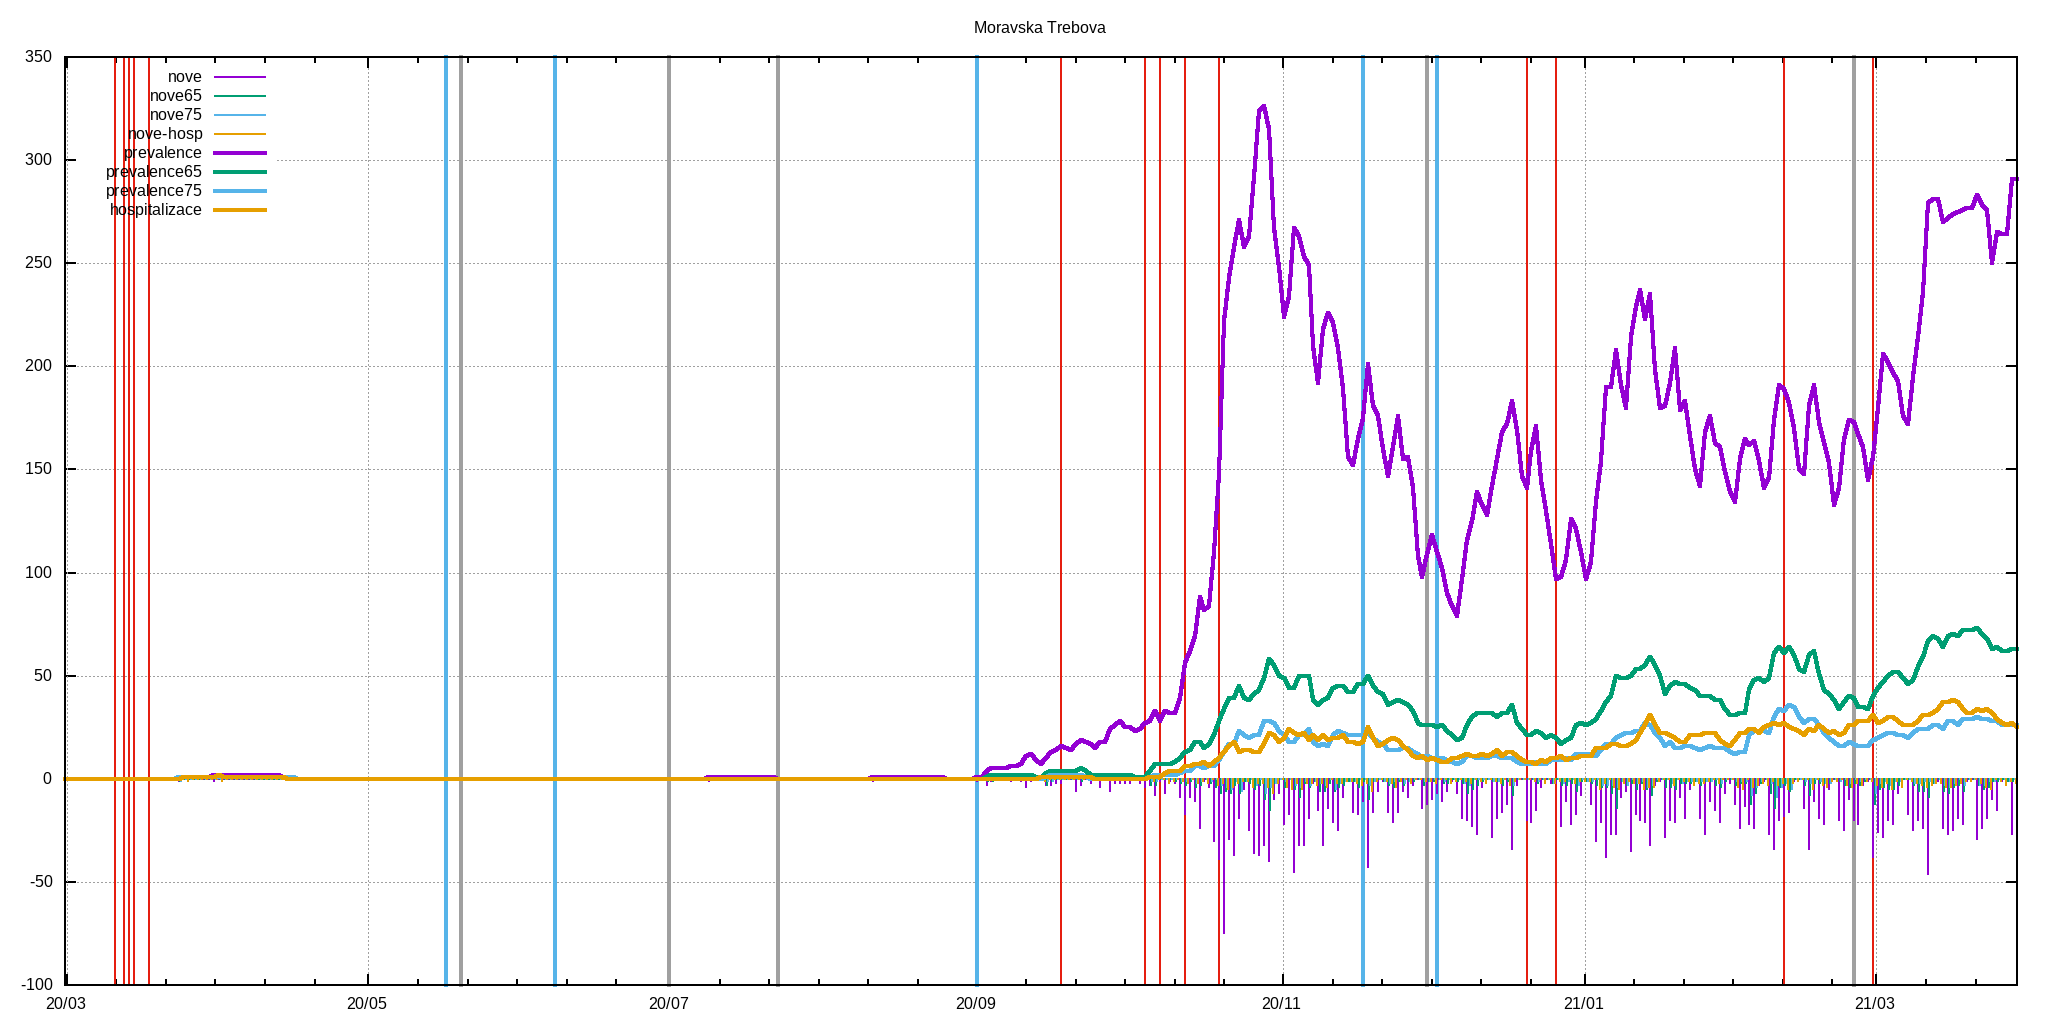 Moravska Trebova
350
300
250
200
150
100
50
0
-50
-100
nove
nove65
nove75
nove-hosp
prevalence
prevalence65
prevalence75
hospitalizace
20/03 20/05 20/07 20/09 20/11 21/01 21/03